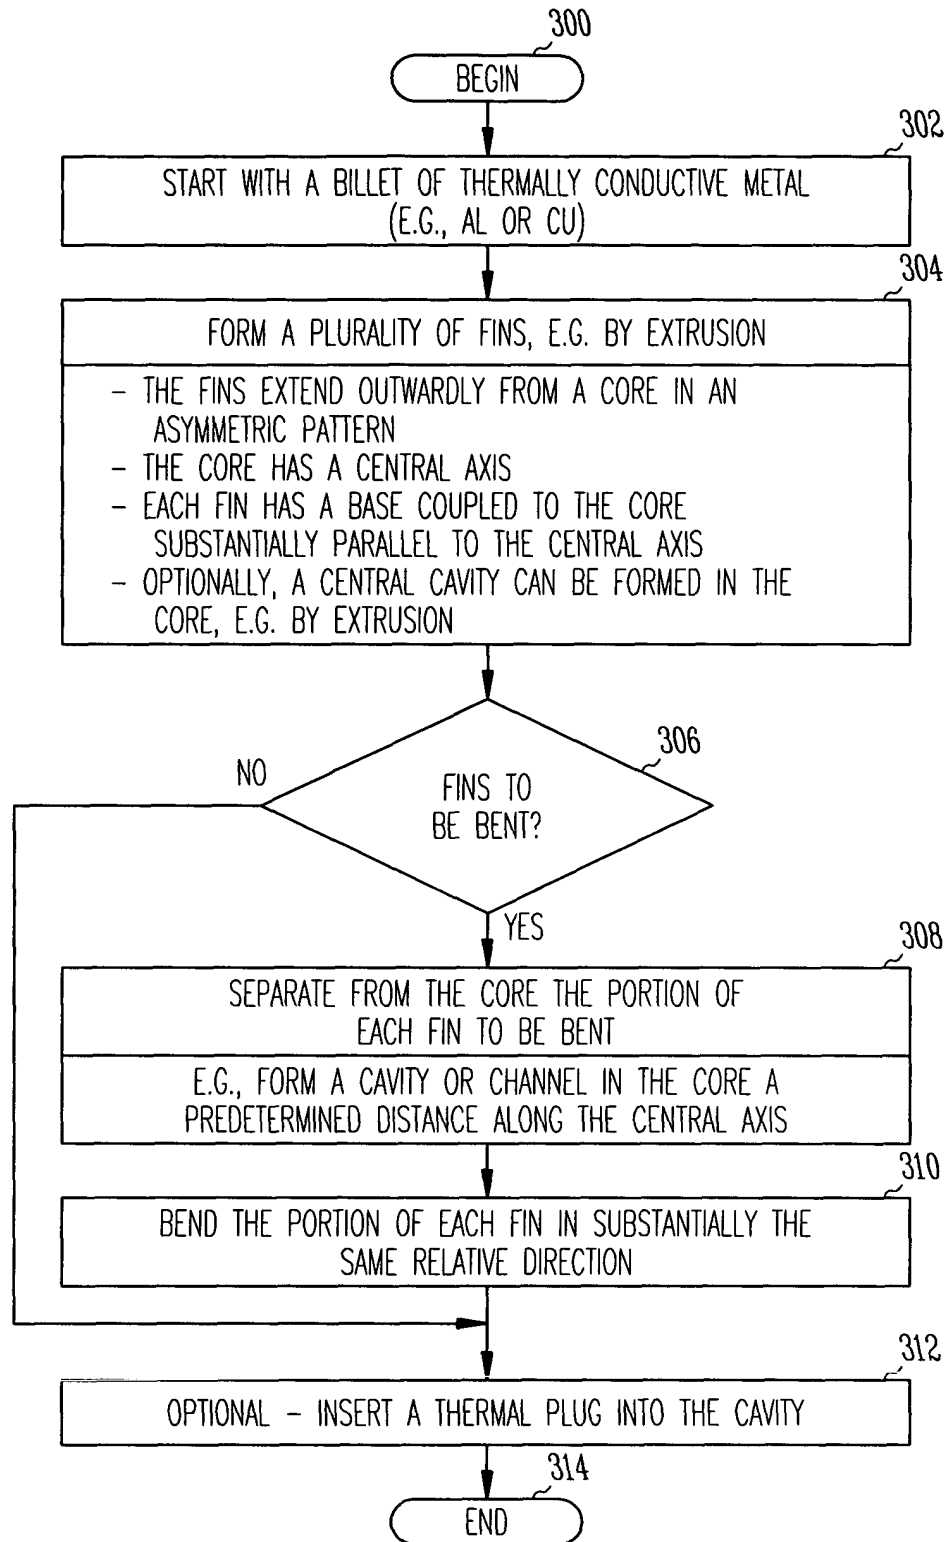 300
BEGIN
302
START WITH A BILLET OF THERMALLY CONDUCTIVE METAL
(E.G., AL OR CU)
304
FORM A PLURALITY OF FINS, E.G. BY EXTRUSION
– THE FINS EXTEND OUTWARDLY FROM A CORE IN AN
ASYMMETRIC PATTERN
– THE CORE HAS A CENTRAL AXIS
– EACH FIN HAS A BASE COUPLED TO THE CORE
SUBSTANTIALLY PARALLEL TO THE CENTRAL AXIS
– OPTIONALLY, A CENTRAL CAVITY CAN BE FORMED IN THE
CORE, E.G. BY EXTRUSION
306
NO
FINS TO
BE BENT?
YES
308
SEPARATE FROM THE CORE THE PORTION OF
EACH FIN TO BE BENT
E.G., FORM A CAVITY OR CHANNEL IN THE CORE A
PREDETERMINED DISTANCE ALONG THE CENTRAL AXIS
310
BEND THE PORTION OF EACH FIN IN SUBSTANTIALLY THE
SAME RELATIVE DIRECTION
312
OPTIONAL – INSERT A THERMAL PLUG INTO THE CAVITY
314
END